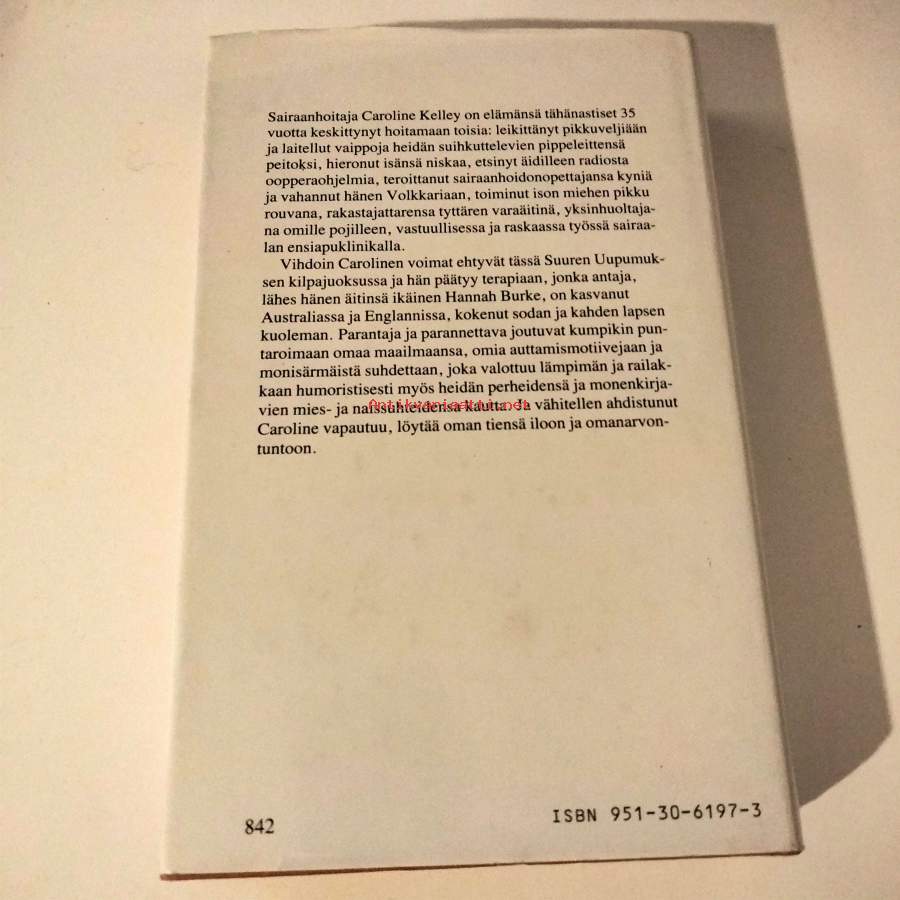 Sairaanhoitaja Caroline Kelley on elämänsä tähänastiset 35
vuotta keskittynyt hoitamaan toisia: leikittänyt pikkuveljiään
ja laitellut vaippoja heidän suihkuttelevien pippeleittensä
peitoksi, hieronut isänsä niskaa, etsinyt äidilleen radiosta
oopperaohjelmia, teroittanut sairaanhoidonopettajansa kyniä
ja vahannut hänen Volkkariaan, toiminut ison miehen pikku
rouvana, rakastajattarensa tyttären varaäitinä, yksinhuoltaja-
na omille pojilleen, vastuullisessa ja raskaassa työssä sairaa-
lan ensiapuklinikalla.
Vihdoin Carolinen voimat ehtyvät tässä Suuren Uupumuk-
sen kilpajuoksussa ja hän päätyy terapiaan, jonka antaja,
lähes hänen äitinsä ikäinen Hannah Burke, on kasvanut
Australiassa ja Englannissa, kokenut sodan ja kahden lapsen
kuoleman. Parantaja ja parannettava joutuvat kumpikin pun-
taroimaan omaa maailmaansa, omia auttamismotiivejaan ja
monisärmäistä suhdettaan, joka valottuu lämpimän ja railak-
kaan humoristisesti myös heidän perheidensä ja monenkirja-
vien mies- ja naissuhteidensa kautta. Ja vähitellen ahdistunut
Antikvariaatti.net
Caroline vapautuu, löytää oman tiensä iloon ja omanarvon-
tuntoon.
842
ISBN 951-30-6197-3